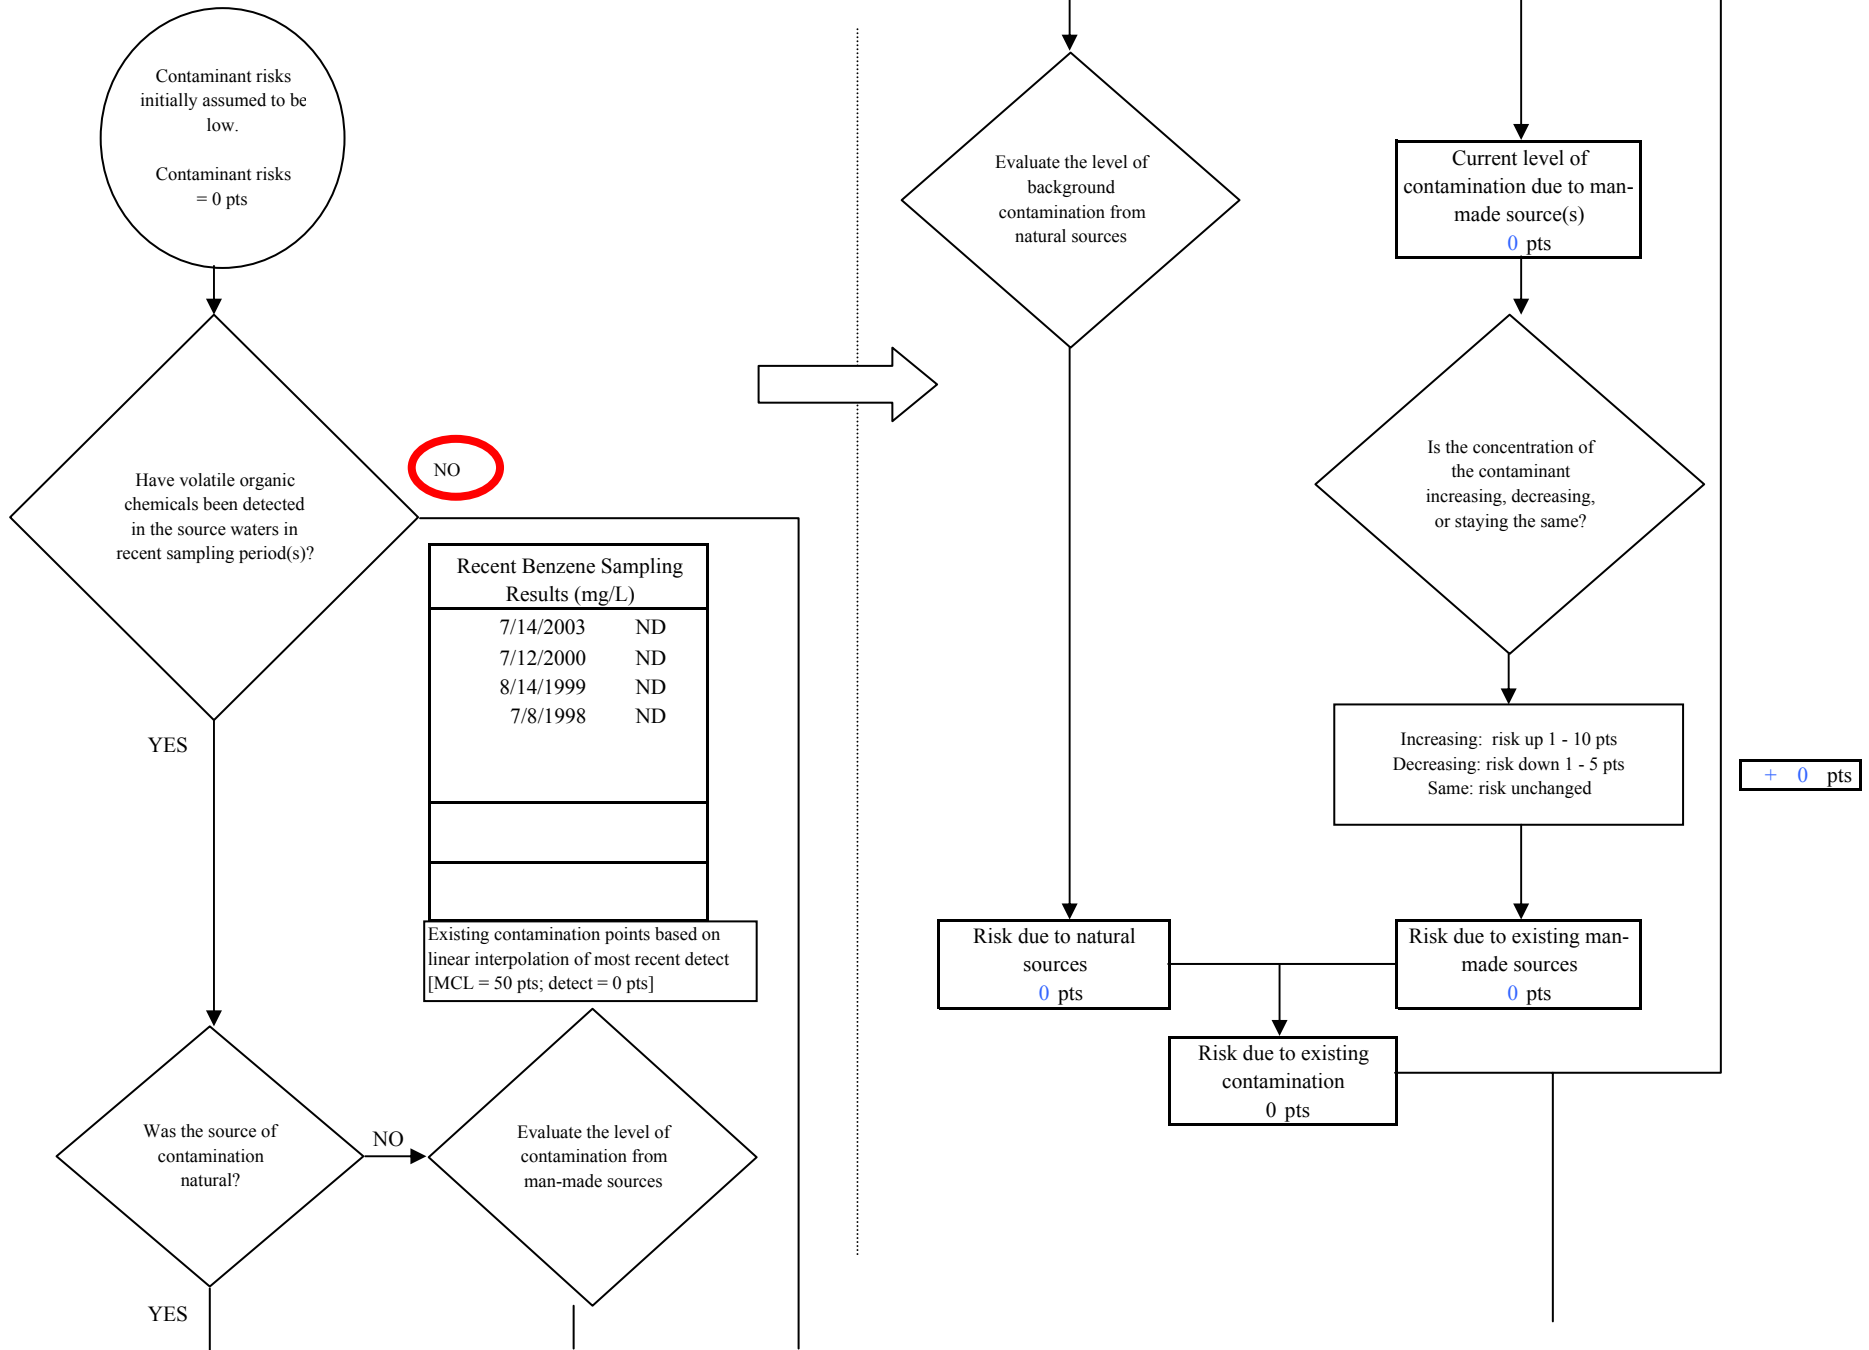 Contaminant risks
initially assumed to be
low.
Contaminant risks
= 0 pts
Have volatile organic
chemicals been detected
in the source waters in
recent sampling period(s)?
NO
YES
Recent Benzene Sampling
Results (mg/L)
7/14/2003 ND
7/12/2000 ND
8/14/1999 ND
7/8/1998 ND
Existing contamination points based on
linear interpolation of most recent detect
[MCL = 50 pts; detect = 0 pts]
Was the source of
contamination
natural?
NO
YES
Evaluate the level of
contamination from
man-made sources
Evaluate the level of
background
contamination from
natural sources
Current level of
contamination due to man-
made source(s)
0 pts
Is the concentration of
the contaminant
increasing, decreasing,
or staying the same?
Increasing: risk up 1 - 10 pts
Decreasing: risk down 1 - 5 pts
Same: risk unchanged
+ 0 pts
Risk due to natural
sources
0 pts
Risk due to existing man-
made sources
0 pts
Risk due to existing
contamination
0 pts